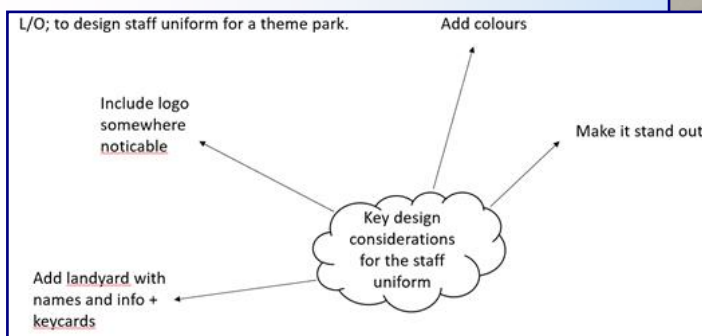 L/O; to design staff uniform for a theme park.
Add colours
Include logo
somewhere
noticable
Make it stand out
Key design
considerations
for the staff
uniform
Add landyard with
names and info +
keycards